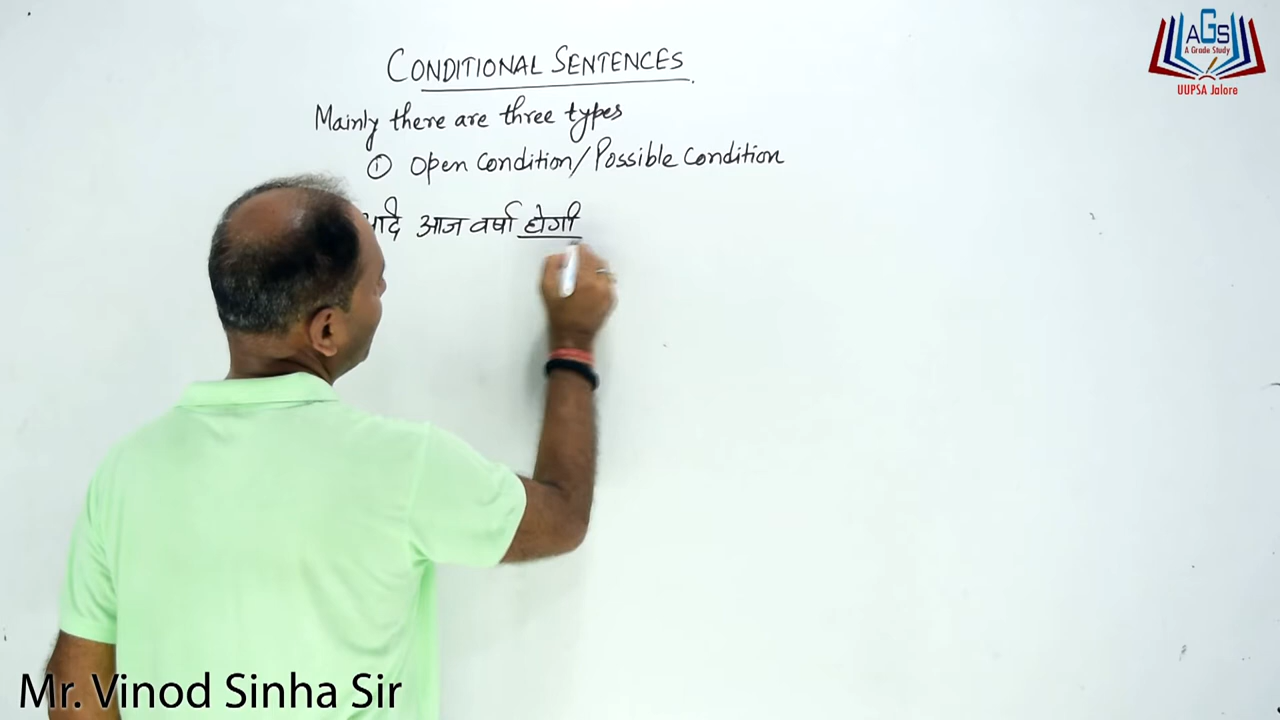 CONDITIONAL SENTENCES
Mainly there are three types
① Open Condition/Possible Condition
आज वर्षा होगी
AGS
A Grade Study
UUPSA Jalore
Mr. Vinod Sinha Sir